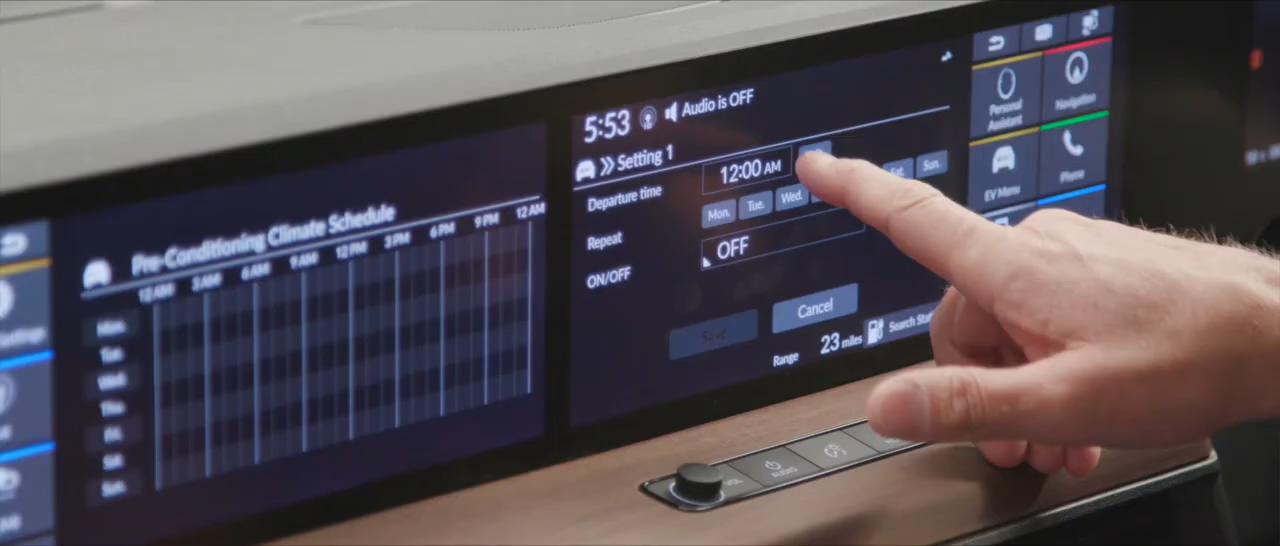 Pre-Conditioning Climate Schedule
12 AM 3 AM 6 AM 9 AM 12 PM 3 PM 6 PM 9 PM 12 AM
Mon.
Tue.
Wed.
Thu.
Fri.
Sat.
Sun.
5:53 Audio is OFF
Setting 1
Departure time 12:00 AM
Repeat Mon. Tue. Wed. Sat. Sun.
ON/OFF OFF
Save Cancel
Range 23 miles Search
Personal Assistant
Navigation
EV Menu
Phone
VOL AUDIO